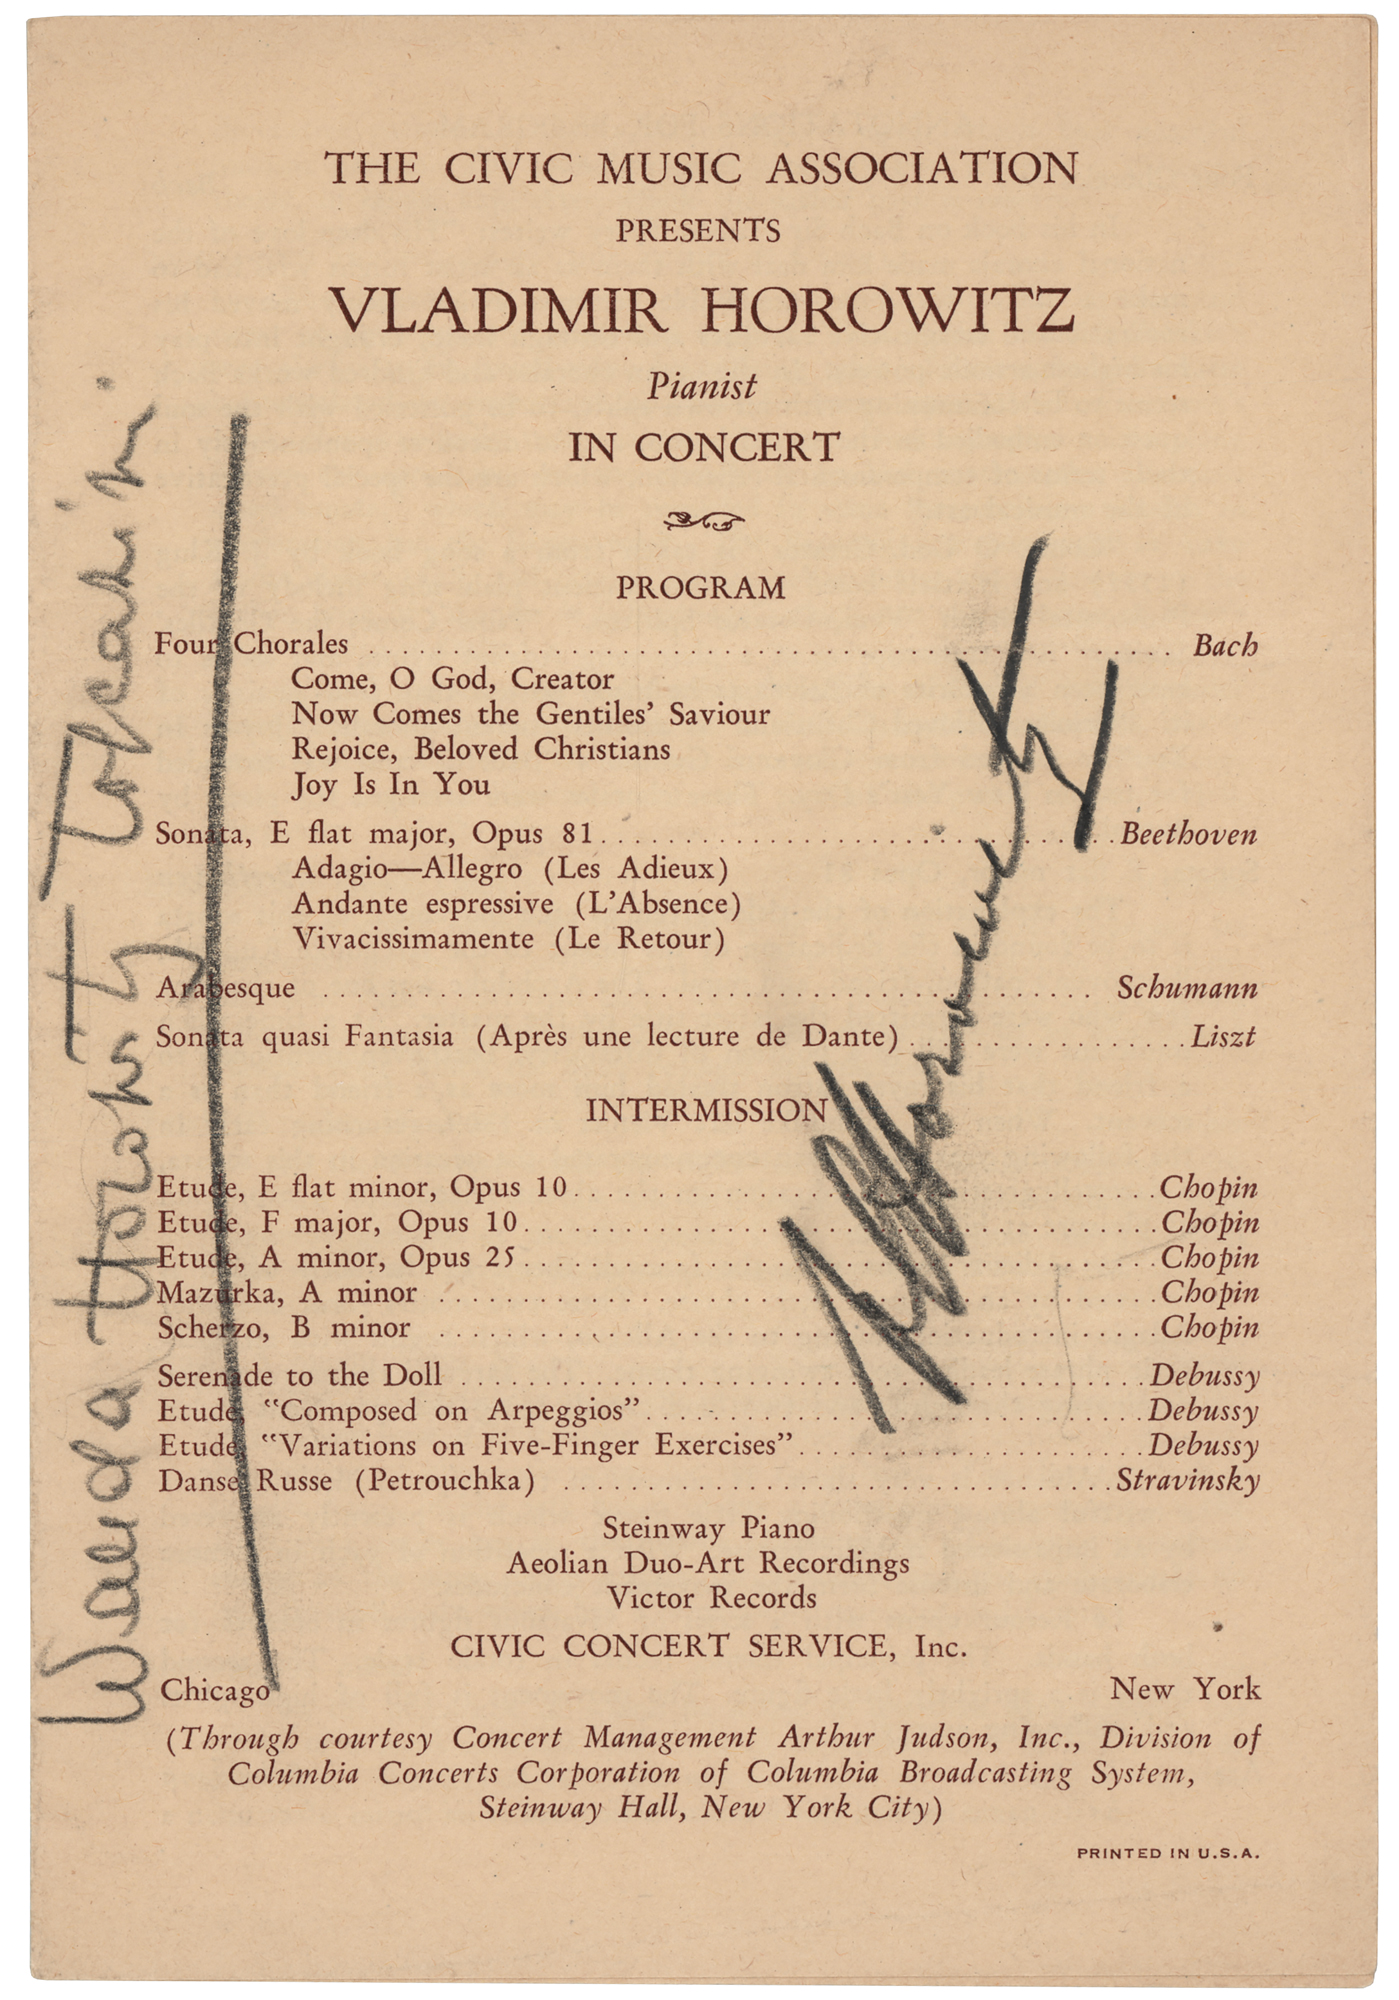 THE CIVIC MUSIC ASSOCIATION
PRESENTS
VLADIMIR HOROWITZ
Pianist
IN CONCERT
PROGRAM
Four Chorales . . . . . . . . . . . . . . . . . . . . Bach
Come, O God, Creator
Now Comes the Gentiles’ Saviour
Rejoice, Beloved Christians
Joy Is In You
Sonata, E flat major, Opus 81 . . . . . . . . . . . . . . . . . . . . Beethoven
Adagio—Allegro (Les Adieux)
Andante espressive (L’Absence)
Vivacissimamente (Le Retour)
Arabesque . . . . . . . . . . . . . . . . . . . . Schumann
Sonata quasi Fantasia (Après une lecture de Dante) . . . . . . . . . . Liszt
INTERMISSION
Etude, E flat minor, Opus 10 . . . . . . . . . . . . . . . . . . . . Chopin
Etude, F major, Opus 10 . . . . . . . . . . . . . . . . . . . . Chopin
Etude, A minor, Opus 25 . . . . . . . . . . . . . . . . . . . . Chopin
Mazurka, A minor . . . . . . . . . . . . . . . . . . . . Chopin
Scherzo, B minor . . . . . . . . . . . . . . . . . . . . Chopin
Serenade to the Doll . . . . . . . . . . . . . . . . . . . . Debussy
Etude, “Composed on Arpeggios” . . . . . . . . . . . . . . . . . . . . Debussy
Etude, “Variations on Five-Finger Exercises” . . . . . . . . . . . . . . Debussy
Danse Russe (Petrouchka) . . . . . . . . . . . . . . . . . . . . Stravinsky
Steinway Piano
Aeolian Duo-Art Recordings
Victor Records
CIVIC CONCERT SERVICE, Inc.
Chicago New York
(Through courtesy Concert Management Arthur Judson, Inc., Division of
Columbia Concerts Corporation of Columbia Broadcasting System,
Steinway Hall, New York City)
PRINTED IN U.S.A.
Wanda Horowitz Toscanini
Horowitz